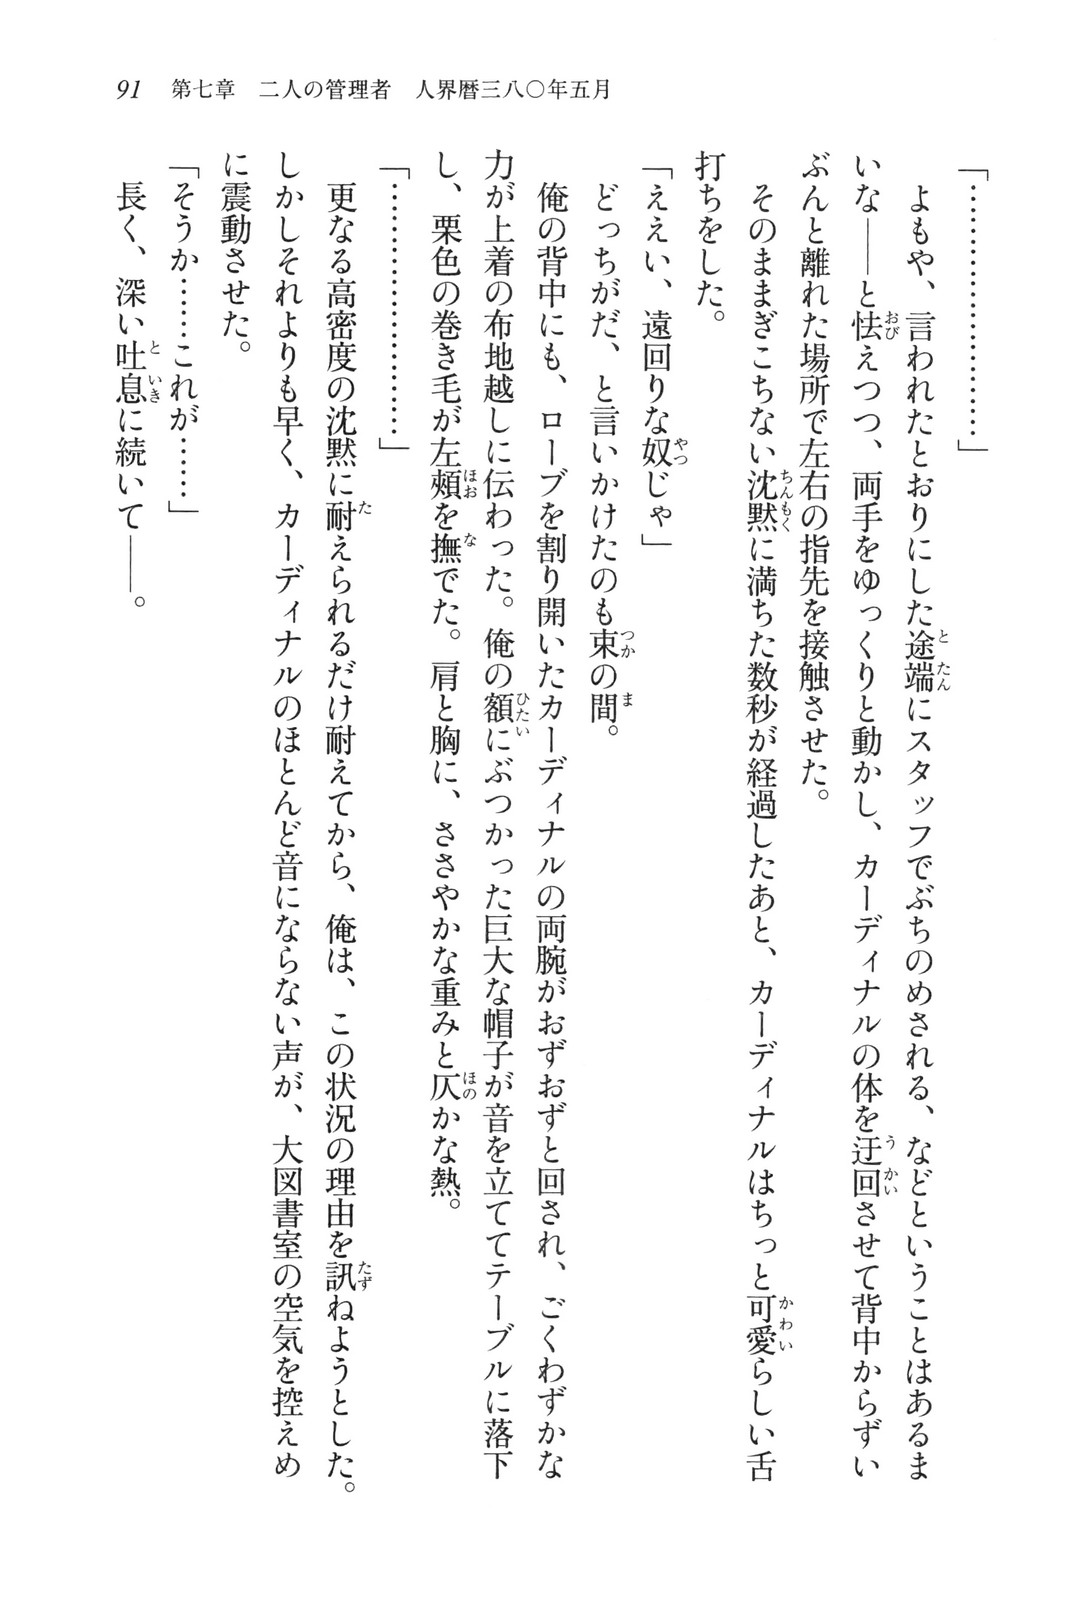 91　第七章　二人の管理者　人界暦三八〇年五月
「……………………」
よもや、言われたとおりにした途端にスタッフでぶちのめされる、などということはあるま
いな――と怯えつつ、両手をゆっくりと動かし、カーディナルの体を迂回させて背中からずい
ぶんと離れた場所で左右の指先を接触させた。
そのままぎこちない沈黙に満ちた数秒が経過したあと、カーディナルはちっと可愛らしい舌
打ちをした。
「ええい、遠回りな奴じゃ」
どっちがだ、と言いかけたのも束の間。
俺の背中にも、ローブを割り開いたカーディナルの両腕がおずおずと回され、ごくわずかな
力が上着の布地越しに伝わった。俺の額にぶつかった巨大な帽子が音を立ててテーブルに落下
し、栗色の巻き毛が左頰を撫でた。肩と胸に、ささやかな重みと仄かな熱。
「……………………」
更なる高密度の沈黙に耐えられるだけ耐えてから、俺は、この状況の理由を訊ねようとした。
しかしそれよりも早く、カーディナルのほとんど音にならない声が、大図書室の空気を控えめ
に震動させた。
「そうか……これが……」
長く、深い吐息に続いて――。